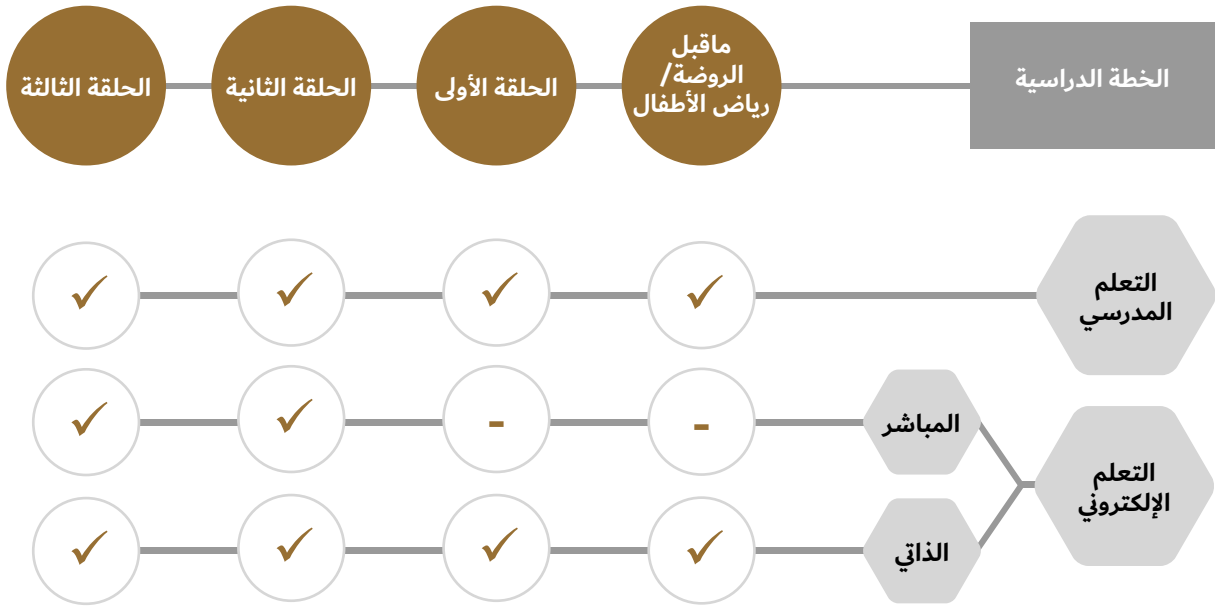 الخطة الدراسية
ماقبل
الروضة/
رياض الأطفال
الحلقة الأولى
الحلقة الثانية
الحلقة الثالثة
التعلم
المدرسي
✓ ✓ ✓ ✓
التعلم
الإلكتروني
المباشر
- - ✓ ✓
الذاتي
✓ ✓ ✓ ✓